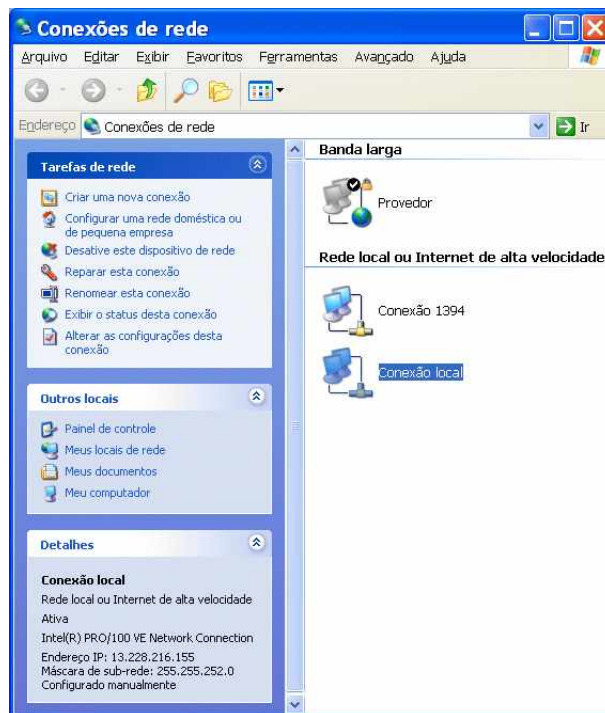 Conexões de rede
Arquivo Editar Exibir Favoritos Ferramentas Avançado Ajuda
Endereço Conexões de rede Ir
Tarefas de rede
Criar uma nova conexão
Configurar uma rede doméstica ou
de pequena empresa
Desative este dispositivo de rede
Reparar esta conexão
Renomear esta conexão
Exibir o status desta conexão
Alterar as configurações desta
conexão
Outros locais
Painel de controle
Meus locais de rede
Meus documentos
Meu computador
Detalhes
Conexão local
Rede local ou Internet de alta velocidade
Ativa
Intel(R) PRO/100 VE Network Connection
Endereço IP: 13.228.216.155
Máscara de sub-rede: 255.255.252.0
Configurado manualmente
Banda larga
Provedor
Rede local ou Internet de alta velocidade
Conexão 1394
Conexão local